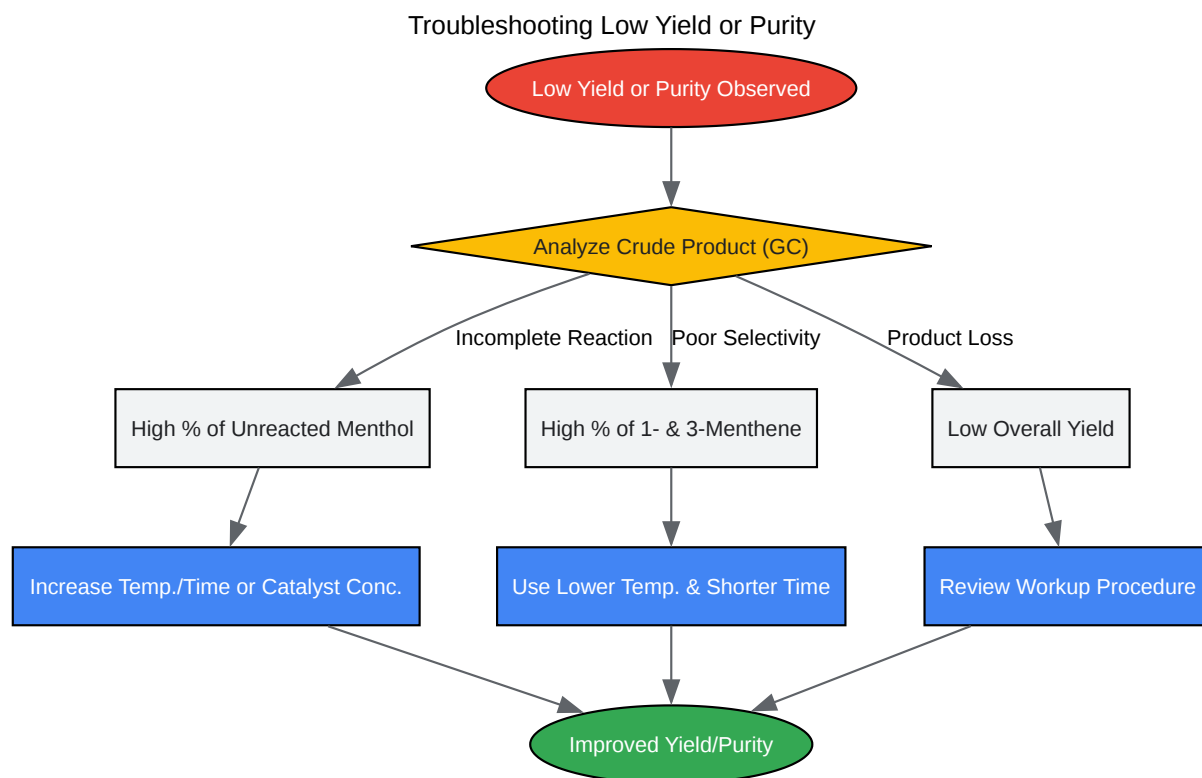 Troubleshooting Low Yield or Purity
Low Yield or Purity Observed
Analyze Crude Product (GC)
Incomplete Reaction
Poor Selectivity
Product Loss
High % of Unreacted Menthol
High % of 1- & 3-Menthene
Low Overall Yield
Increase Temp./Time or Catalyst Conc.
Use Lower Temp. & Shorter Time
Review Workup Procedure
Improved Yield/Purity